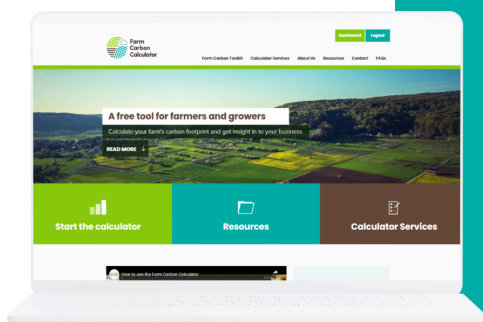 Dashboard Logout
Farm
Carbon
Calculator
Farm Carbon Toolkit Calculator Services About Us Resources Contact FAQs
A free tool for farmers and growers
Calculate your farm's carbon footprint and get insight in to your business
READ MORE ↓
Start the calculator
Resources
Calculator Services
How to use the Farm Carbon Calculator